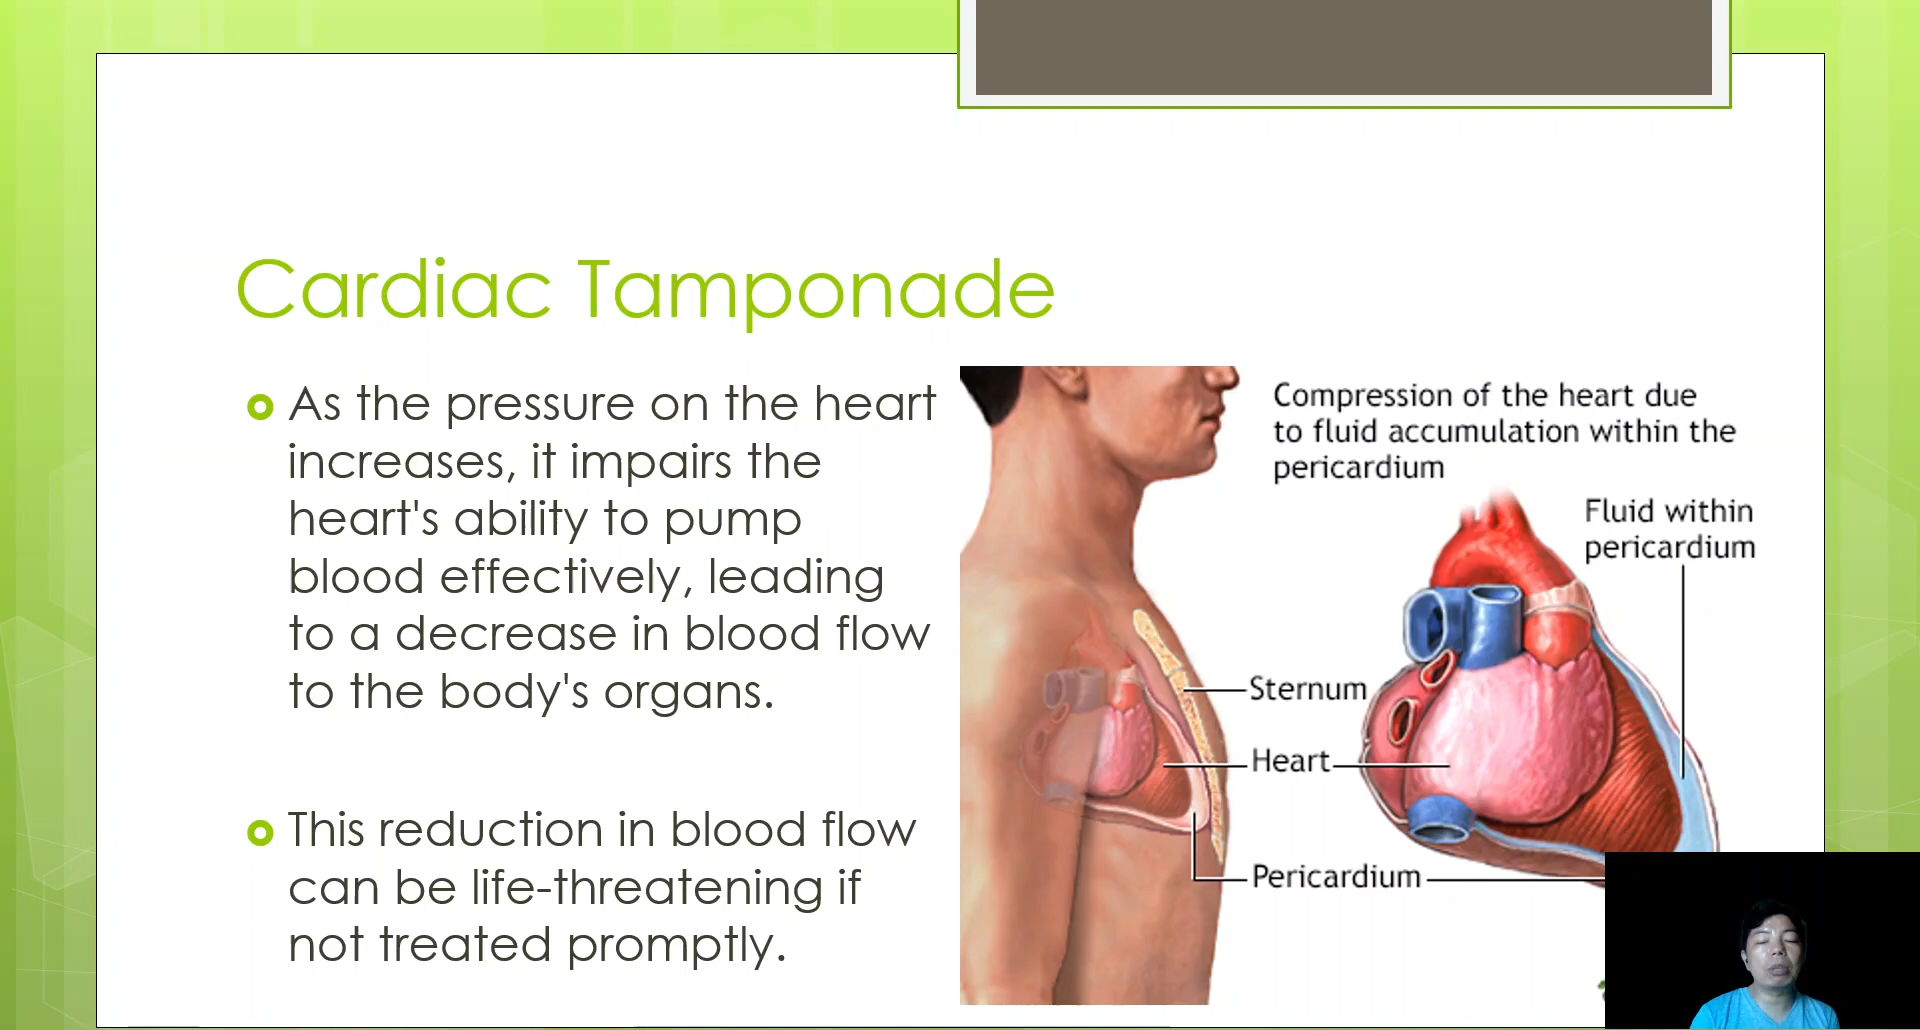 Cardiac Tamponade
As the pressure on the heart
increases, it impairs the
heart's ability to pump
blood effectively, leading
to a decrease in blood flow
to the body's organs.
This reduction in blood flow
can be life-threatening if
not treated promptly.
Compression of the heart due
to fluid accumulation within the
pericardium
Fluid within
pericardium
Sternum
Heart
Pericardium